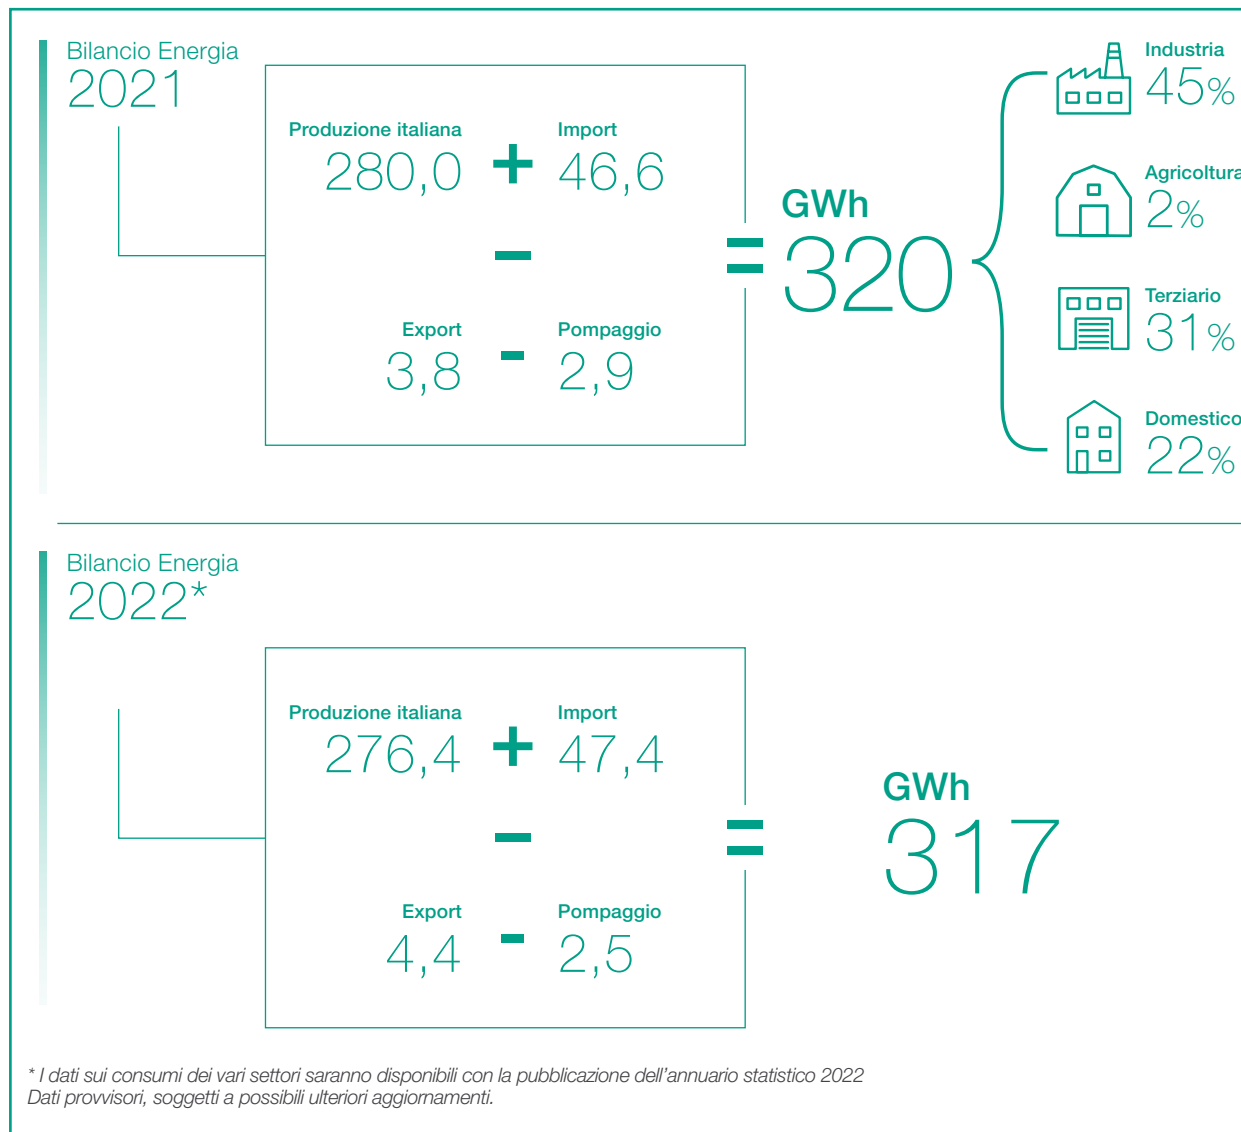 Bilancio Energia
2021
Produzione italiana
280,0
+
Import
46,6
-
Export
3,8
-
Pompaggio
2,9
=
GWh
320
Industria
45%
Agricoltura
2%
Terziario
31%
Domestico
22%
Bilancio Energia
2022*
Produzione italiana
276,4
+
Import
47,4
-
Export
4,4
-
Pompaggio
2,5
=
GWh
317
* I dati sui consumi dei vari settori saranno disponibili con la pubblicazione dell'annuario statistico 2022
Dati provvisori, soggetti a possibili ulteriori aggiornamenti.